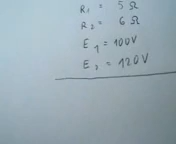 R1 = 5 Ω
R2 = 6 Ω
E1 = 100V
E2 = 120V